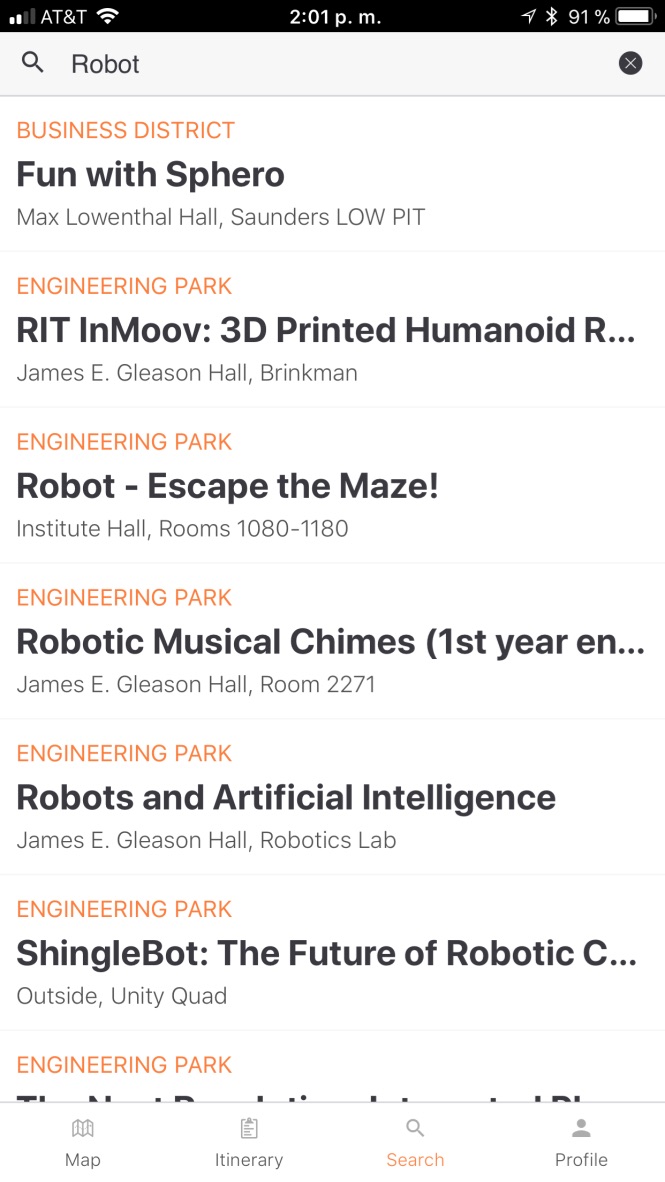 AT&T 2:01 p. m. 91 %
Robot
BUSINESS DISTRICT
Fun with Sphero
Max Lowenthal Hall, Saunders LOW PIT
ENGINEERING PARK
RIT InMoov: 3D Printed Humanoid R...
James E. Gleason Hall, Brinkman
ENGINEERING PARK
Robot - Escape the Maze!
Institute Hall, Rooms 1080-1180
ENGINEERING PARK
Robotic Musical Chimes (1st year en...
James E. Gleason Hall, Room 2271
ENGINEERING PARK
Robots and Artificial Intelligence
James E. Gleason Hall, Robotics Lab
ENGINEERING PARK
ShingleBot: The Future of Robotic C...
Outside, Unity Quad
ENGINEERING PARK
Map Itinerary Search Profile